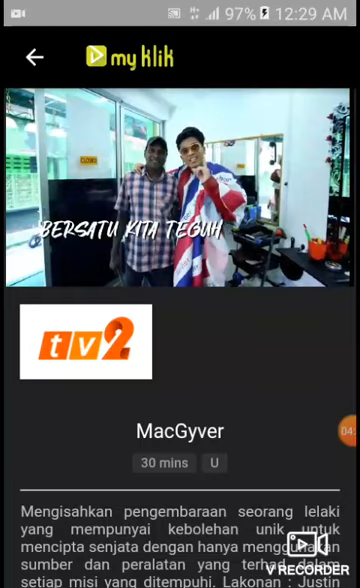 97% 12:29 AM
my klik
CLOSED
BERSATU KITA TEGUH
tv2
MacGyver
30 mins U
04:
Mengisahkan pengembaraan seorang lelaki
yang mempunyai kebolehan unik untuk
mencipta senjata dengan hanya menggunakan
sumber dan peralatan yang terhad dalam
setiap misi yang ditempuhi. Lakonan : Justin
V RECORDER